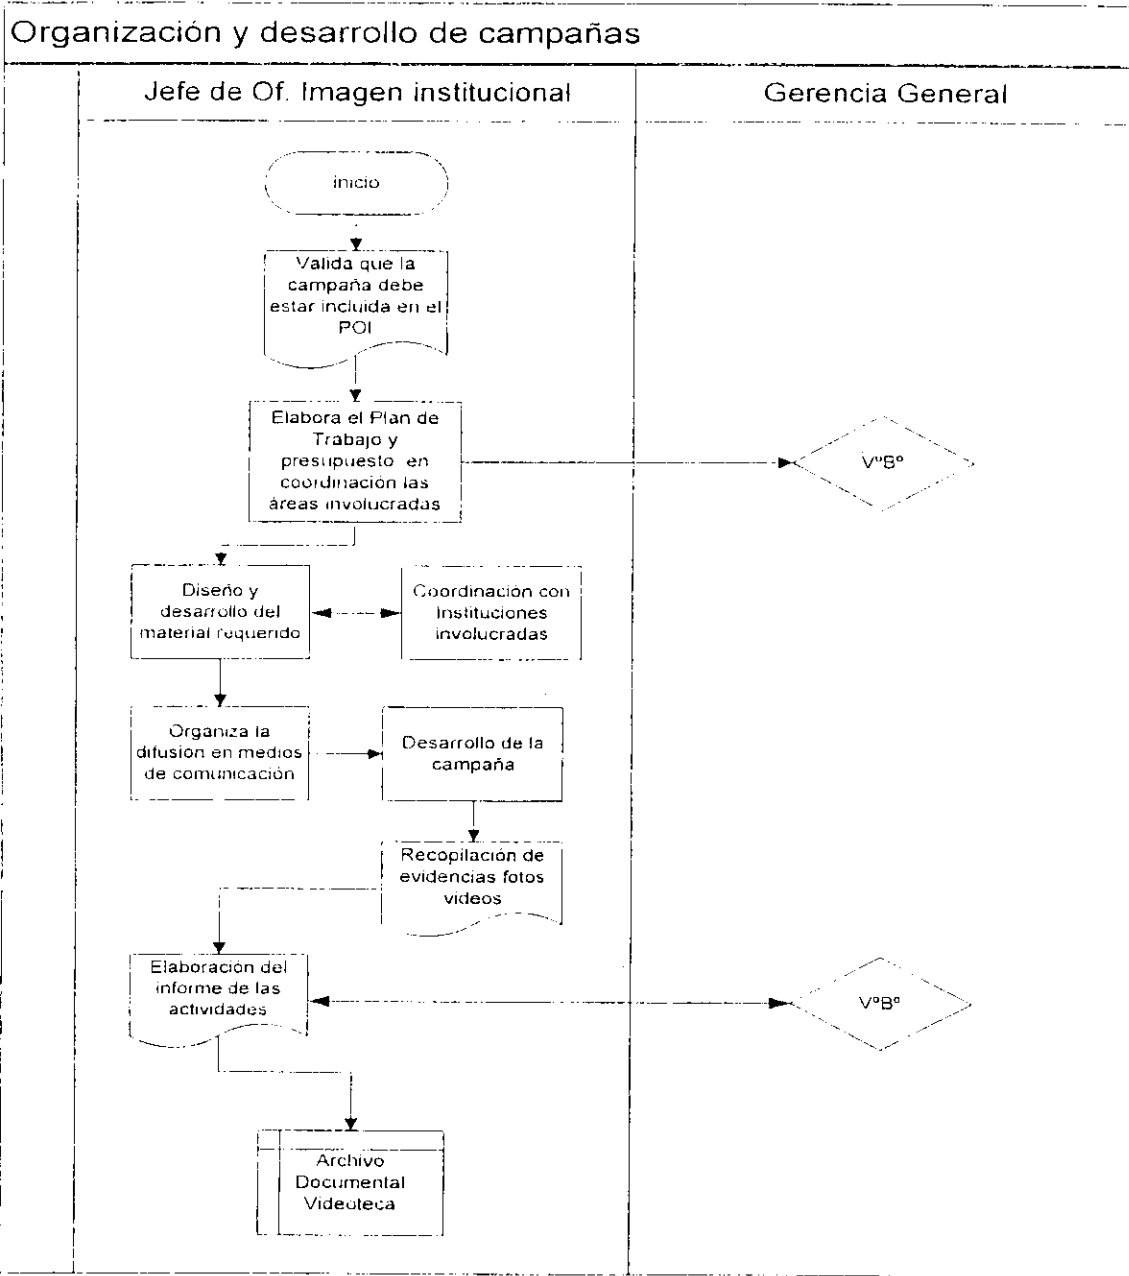 Organización y desarrollo de campañas
Jefe de Of. Imagen institucional
Gerencia General
inicio
Valida que la
campaña debe
estar incluida en el
POI
Elabora el Plan de
Trabajo y
presupuesto en
coordinación las
áreas involucradas
VºBº
Diseño y
desarrollo del
material requerido
Coordinación con
Instituciones
involucradas
Organiza la
difusión en medios
de comunicación
Desarrollo de la
campaña
Recopilación de
evidencias fotos
videos
Elaboración del
informe de las
actividades
VºBº
Archivo
Documental
Videoteca